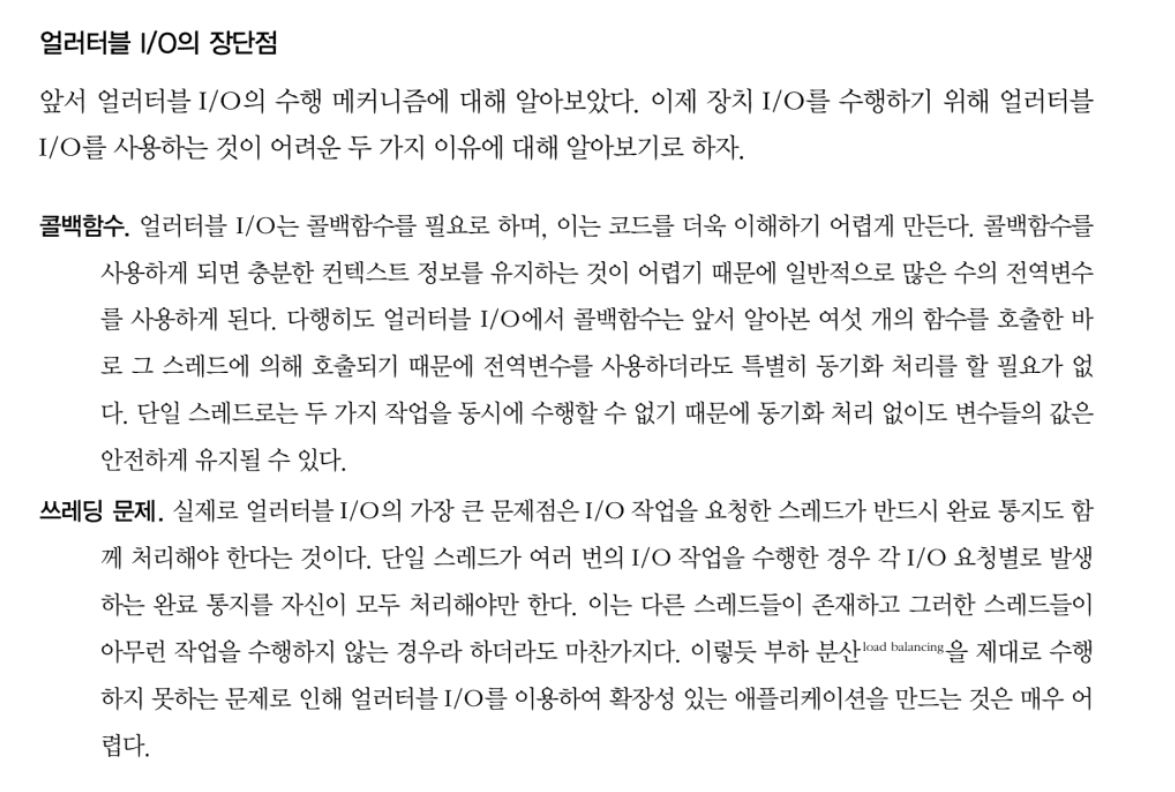 얼러터블 I/O의 장단점
앞서 얼러터블 I/O의 수행 메커니즘에 대해 알아보았다. 이제 장치 I/O를 수행하기 위해 얼러터블
I/O를 사용하는 것이 어려운 두 가지 이유에 대해 알아보기로 하자.
콜백함수. 얼러터블 I/O는 콜백함수를 필요로 하며, 이는 코드를 더욱 이해하기 어렵게 만든다. 콜백함수를
사용하게 되면 충분한 컨텍스트 정보를 유지하는 것이 어렵기 때문에 일반적으로 많은 수의 전역변수
를 사용하게 된다. 다행히도 얼러터블 I/O에서 콜백함수는 앞서 알아본 여섯 개의 함수를 호출한 바
로 그 스레드에 의해 호출되기 때문에 전역변수를 사용하더라도 특별히 동기화 처리를 할 필요가 없
다. 단일 스레드로는 두 가지 작업을 동시에 수행할 수 없기 때문에 동기화 처리 없이도 변수들의 값은
안전하게 유지될 수 있다.
쓰레딩 문제. 실제로 얼러터블 I/O의 가장 큰 문제점은 I/O 작업을 요청한 스레드가 반드시 완료 통지도 함
께 처리해야 한다는 것이다. 단일 스레드가 여러 번의 I/O 작업을 수행한 경우 각 I/O 요청별로 발생
하는 완료 통지를 자신이 모두 처리해야만 한다. 이는 다른 스레드들이 존재하고 그러한 스레드들이
아무런 작업을 수행하지 않는 경우라 하더라도 마찬가지다. 이렇듯 부하 분산load balancing을 제대로 수행
하지 못하는 문제로 인해 얼러터블 I/O를 이용하여 확장성 있는 애플리케이션을 만드는 것은 매우 어
렵다.